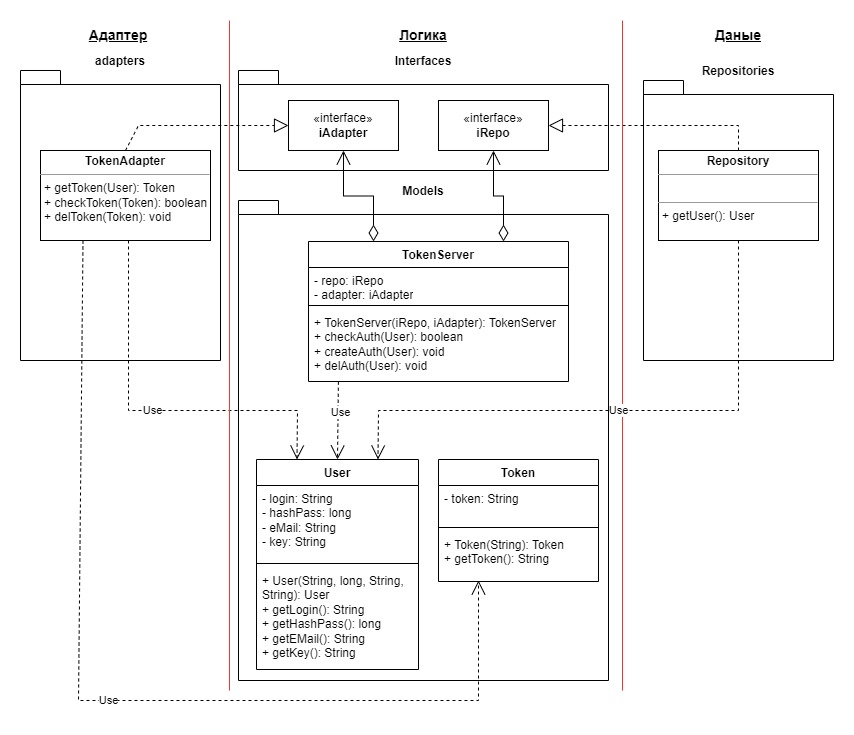 Адаптер
Логика
Даные
adapters
Interfaces
Repositories
«interface»
iAdapter
«interface»
iRepo
TokenAdapter
+ getToken(User): Token
+ checkToken(Token): boolean
+ delToken(Token): void
Repository
+ getUser(): User
Models
TokenServer
- repo: iRepo
- adapter: iAdapter
+ TokenServer(iRepo, iAdapter): TokenServer
+ checkAuth(User): boolean
+ createAuth(User): void
+ delAuth(User): void
Use
Use
Use
User
- login: String
- hashPass: long
- eMail: String
- key: String
+ User(String, long, String,
String): User
+ getLogin(): String
+ getHashPass(): long
+ getEMail(): String
+ getKey(): String
Token
- token: String
+ Token(String): Token
+ getToken(): String
Use